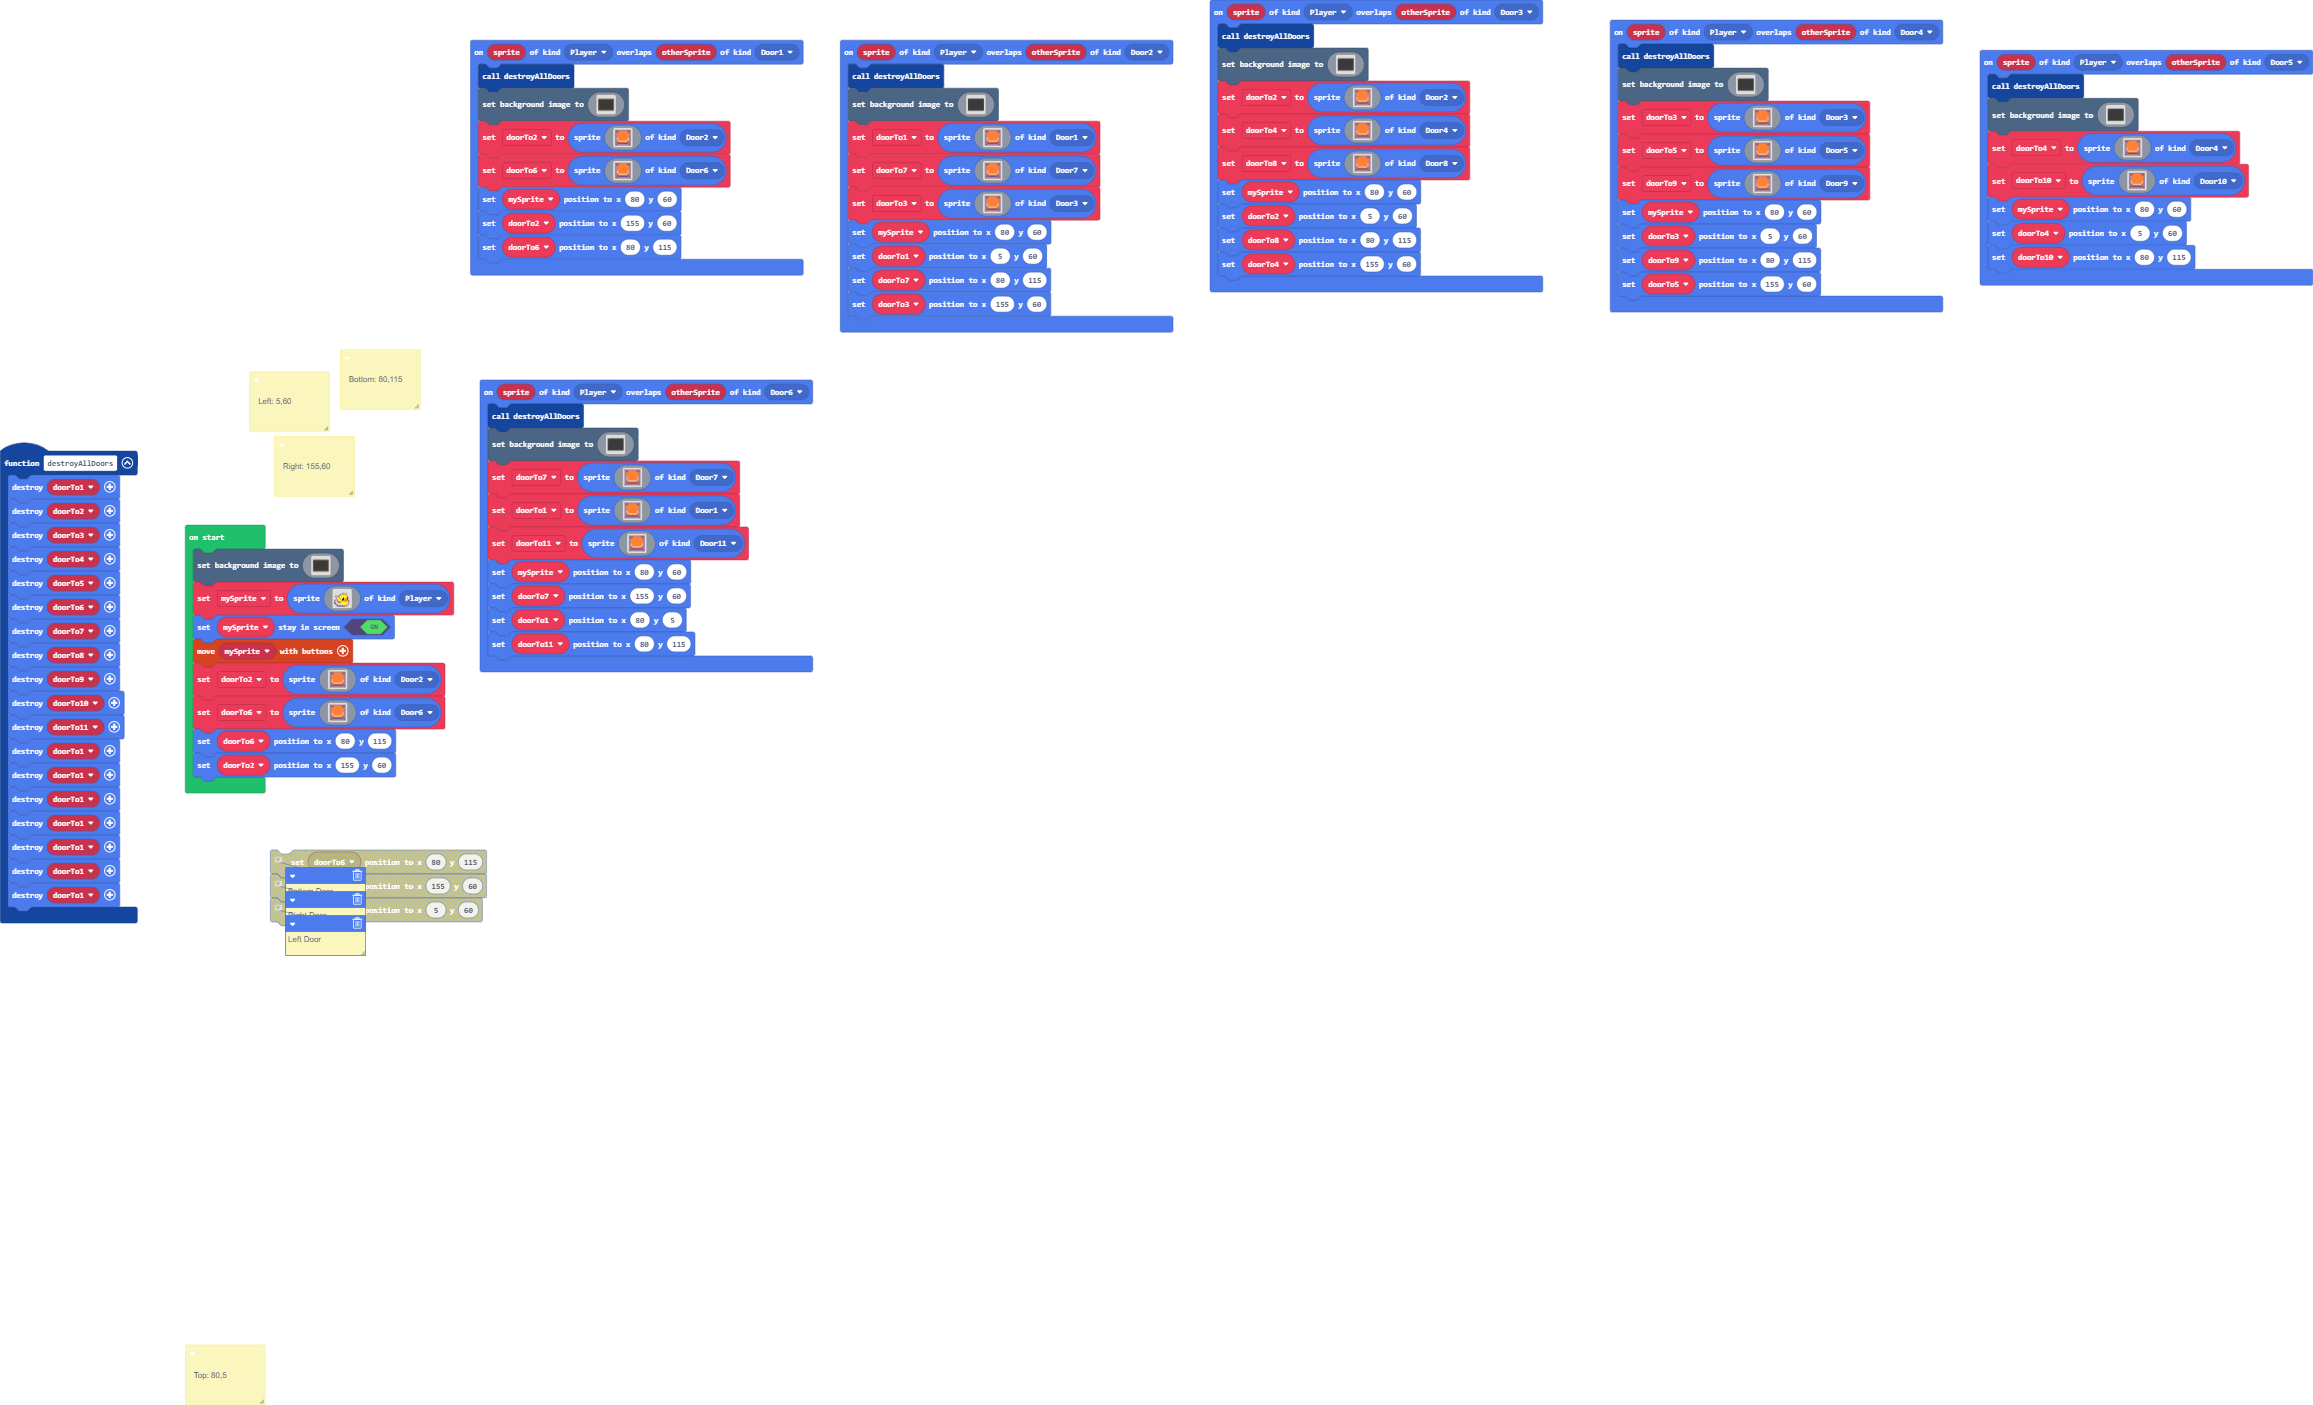 on sprite of kind Player overlaps otherSprite of kind Door1
call destroyAllDoors
set background image to
set doorTo2 to sprite of kind Door2
set doorTo6 to sprite of kind Door6
set mySprite position to x 80 y 60
set doorTo2 position to x 155 y 60
set doorTo6 position to x 80 y 115
on sprite of kind Player overlaps otherSprite of kind Door2
call destroyAllDoors
set background image to
set doorTo1 to sprite of kind Door1
set doorTo7 to sprite of kind Door7
set doorTo3 to sprite of kind Door3
set mySprite position to x 80 y 60
set doorTo1 position to x 5 y 60
set doorTo7 position to x 80 y 115
set doorTo3 position to x 155 y 60
on sprite of kind Player overlaps otherSprite of kind Door3
call destroyAllDoors
set background image to
set doorTo2 to sprite of kind Door2
set doorTo4 to sprite of kind Door4
set doorTo8 to sprite of kind Door8
set mySprite position to x 80 y 60
set doorTo2 position to x 5 y 60
set doorTo8 position to x 80 y 115
set doorTo4 position to x 155 y 60
on sprite of kind Player overlaps otherSprite of kind Door4
call destroyAllDoors
set background image to
set doorTo3 to sprite of kind Door3
set doorTo5 to sprite of kind Door5
set doorTo9 to sprite of kind Door9
set mySprite position to x 80 y 60
set doorTo3 position to x 5 y 60
set doorTo9 position to x 80 y 115
set doorTo5 position to x 155 y 60
on sprite of kind Player overlaps otherSprite of kind Door5
call destroyAllDoors
set background image to
set doorTo4 to sprite of kind Door4
set doorTo10 to sprite of kind Door10
set mySprite position to x 80 y 60
set doorTo4 position to x 5 y 60
set doorTo10 position to x 80 y 115
Bottom: 80,115
Left: 5,60
Right: 155,60
on sprite of kind Player overlaps otherSprite of kind Door6
call destroyAllDoors
set background image to
set doorTo7 to sprite of kind Door7
set doorTo1 to sprite of kind Door1
set doorTo11 to sprite of kind Door11
set mySprite position to x 80 y 60
set doorTo7 position to x 155 y 60
set doorTo1 position to x 80 y 5
set doorTo11 position to x 80 y 115
function destroyAllDoors
destroy doorTo1
destroy doorTo2
destroy doorTo3
destroy doorTo4
destroy doorTo5
destroy doorTo6
destroy doorTo7
destroy doorTo8
destroy doorTo9
destroy doorTo10
destroy doorTo11
destroy doorTo1
destroy doorTo1
destroy doorTo1
destroy doorTo1
destroy doorTo1
destroy doorTo1
destroy doorTo1
on start
set background image to
set mySprite to sprite of kind Player
set mySprite stay in screen ON
move mySprite with buttons
set doorTo2 to sprite of kind Door2
set doorTo6 to sprite of kind Door6
set doorTo6 position to x 80 y 115
set doorTo2 position to x 155 y 60
set doorTo6 position to x 80 y 115
position to x 155 y 60
position to x 5 y 60
Left Door
Top: 80,5